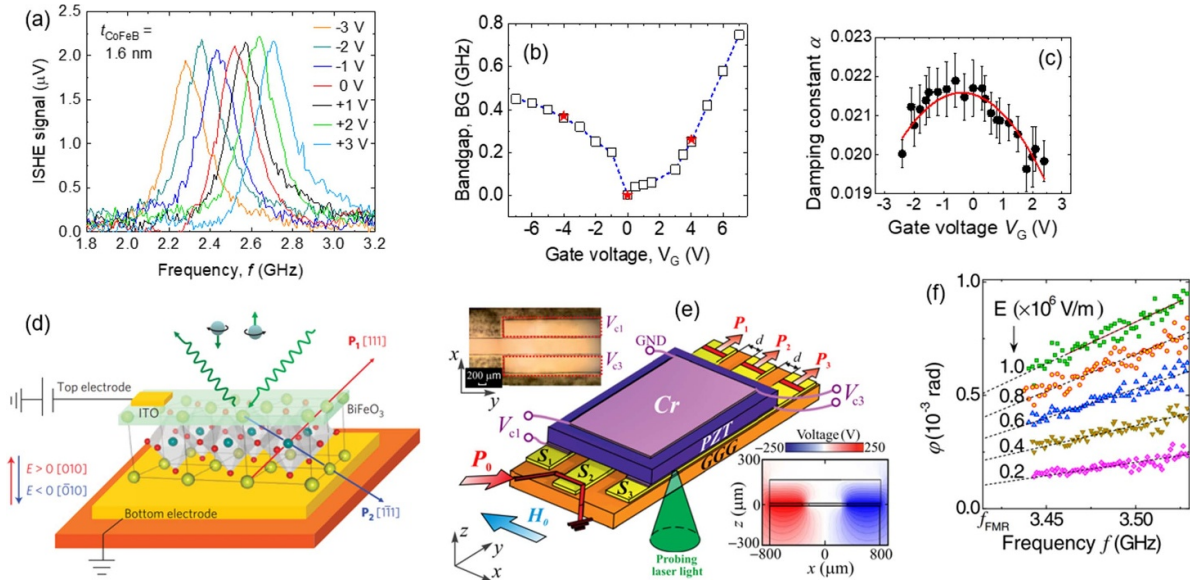 (a)
t_CoFeB =
1.6 nm
-3 V
-2 V
-1 V
0 V
+1 V
+2 V
+3 V
ISHE signal (μV)
2.5
2.0
1.5
1.0
0.5
0.0
1.8 2.0 2.2 2.4 2.6 2.8 3.0 3.2
Frequency, f (GHz)
(b)
Bandgap, BG (GHz)
0.8
0.6
0.4
0.2
0.0
-6 -4 -2 0 2 4 6
Gate voltage, V_G (V)
(c)
Damping constant α
0.023
0.022
0.021
0.020
0.019
-3 -2 -1 0 1 2 3
Gate voltage V_G (V)
(d)
P₁ [111]
Top electrode
ITO
BiFeO₃
E > 0 [010]
E < 0 [0̄10]
P₂ [1̄11]
Bottom electrode
(e)
V_c1
V_c3
x
y
200 μm
GND
P₁
d
P₂
d
P₃
V_c3
Cr
V_c1
PZT
GGG
S₁
S₂
S₃
P₀
H₀
z
y
x
Probing
laser light
Voltage (V)
−250 250
z (μm)
300
0
−300
−800 0 800
x (μm)
(f)
E (×10⁶ V/m)
1.0
0.8
0.6
0.4
0.2
φ (10⁻³ rad)
1.0
0.5
0.0
f_FMR 3.45 3.50
Frequency f (GHz)